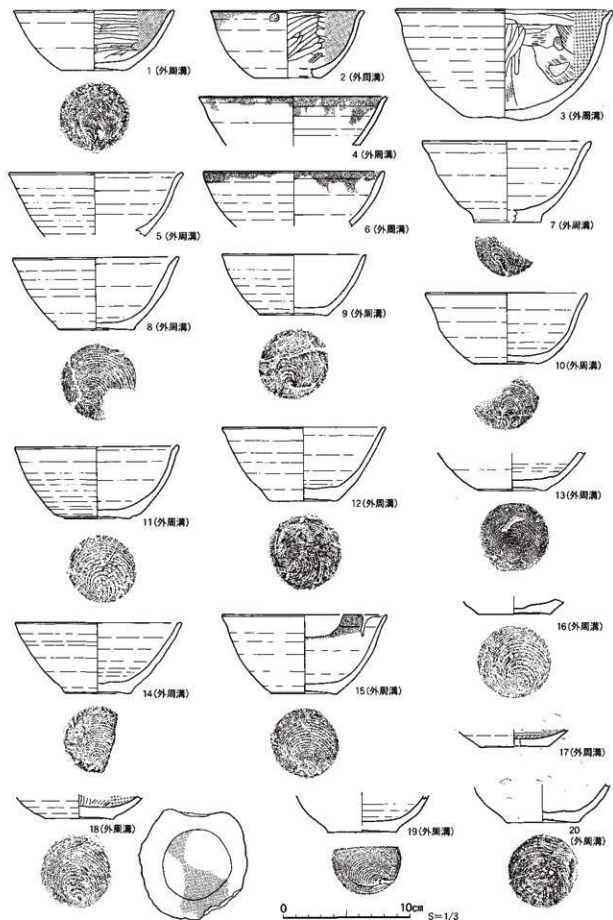 1 (外周溝)
2 (外周溝)
3 (外周溝)
4 (外周溝)
5 (外周溝)
6 (外周溝)
7 (外周溝)
8 (外周溝)
9 (外周溝)
10 (外周溝)
11 (外周溝)
12 (外周溝)
13 (外周溝)
14 (外周溝)
15 (外周溝)
16 (外周溝)
17 (外周溝)
18 (外周溝)
19 (外周溝)
20
(外周溝)
0 10cm
S=1/3